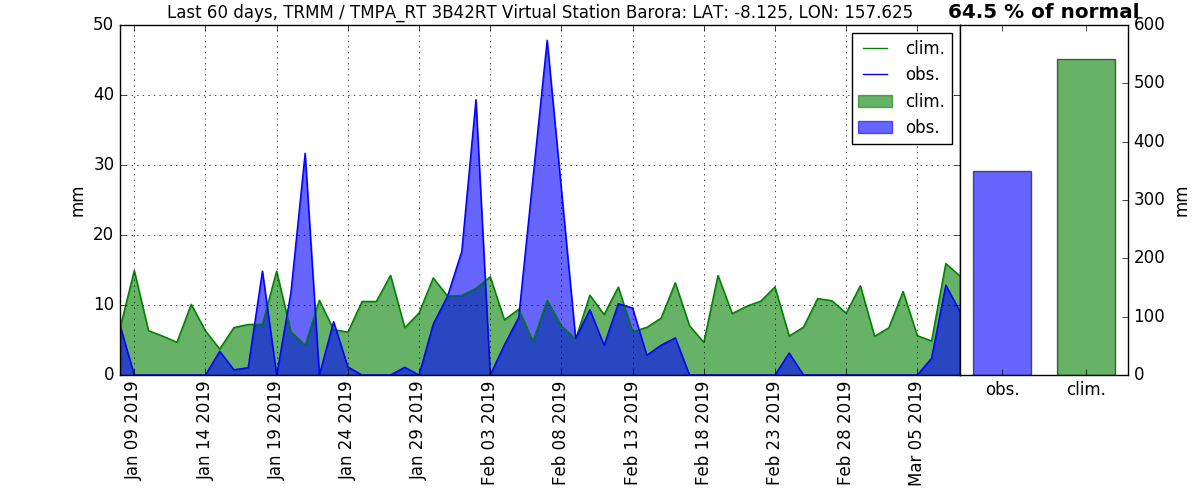 Last 60 days, TRMM / TMPA_RT 3B42RT Virtual Station Barora: LAT: -8.125, LON: 157.625
64.5 % of normal
50
40
30
20
10
0
mm
clim.
obs.
clim.
obs.
600
500
400
300
200
100
0
mm
obs.
clim.
Jan 09 2019
Jan 14 2019
Jan 19 2019
Jan 24 2019
Jan 29 2019
Feb 03 2019
Feb 08 2019
Feb 13 2019
Feb 18 2019
Feb 23 2019
Feb 28 2019
Mar 05 2019